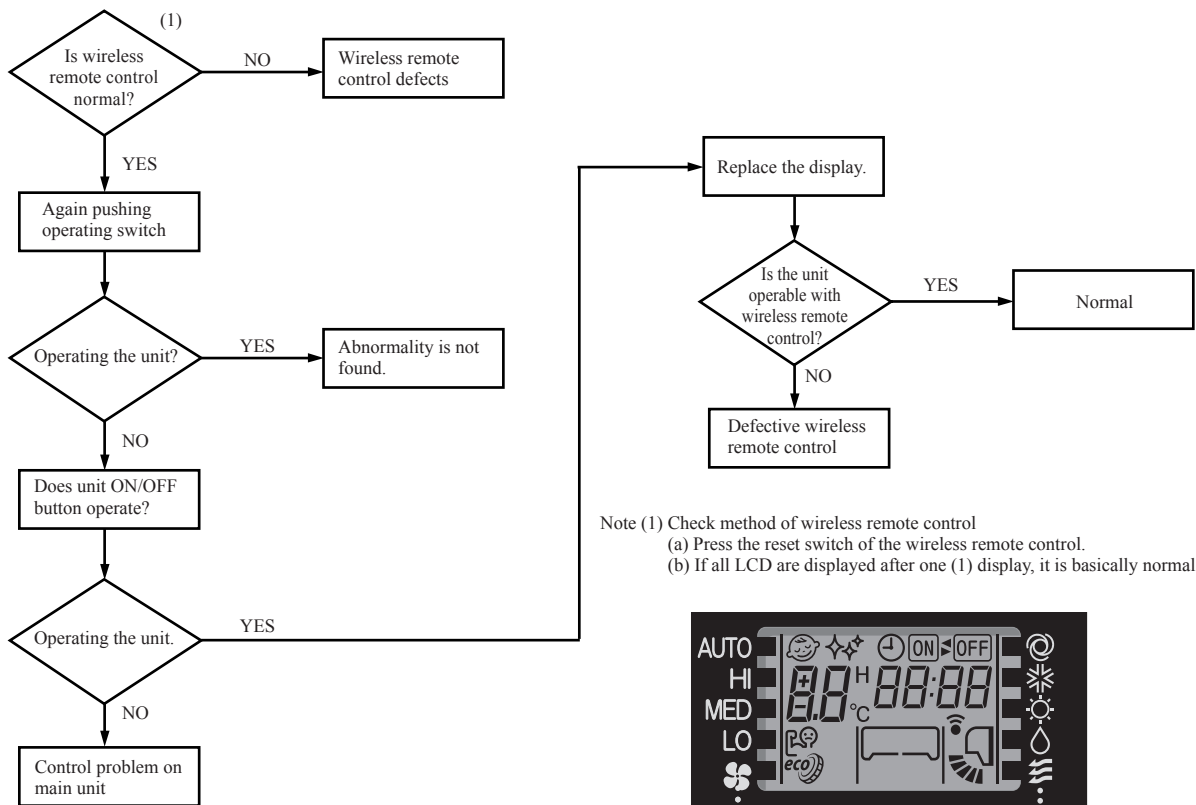 (1)
Is wireless
remote control
normal?
NO
Wireless remote
control defects
YES
Again pushing
operating switch
Operating the unit?
YES
Abnormality is not
found.
NO
Does unit ON/OFF
button operate?
Operating the unit.
YES
NO
Control problem on
main unit
Replace the display.
Is the unit
operable with
wireless remote
control?
YES
Normal
NO
Defective wireless
remote control
Note (1) Check method of wireless remote control
(a) Press the reset switch of the wireless remote control.
(b) If all LCD are displayed after one (1) display, it is basically normal
AUTO
HI
MED
LO
ON OFF
8.8 H 88:88
°C
eco